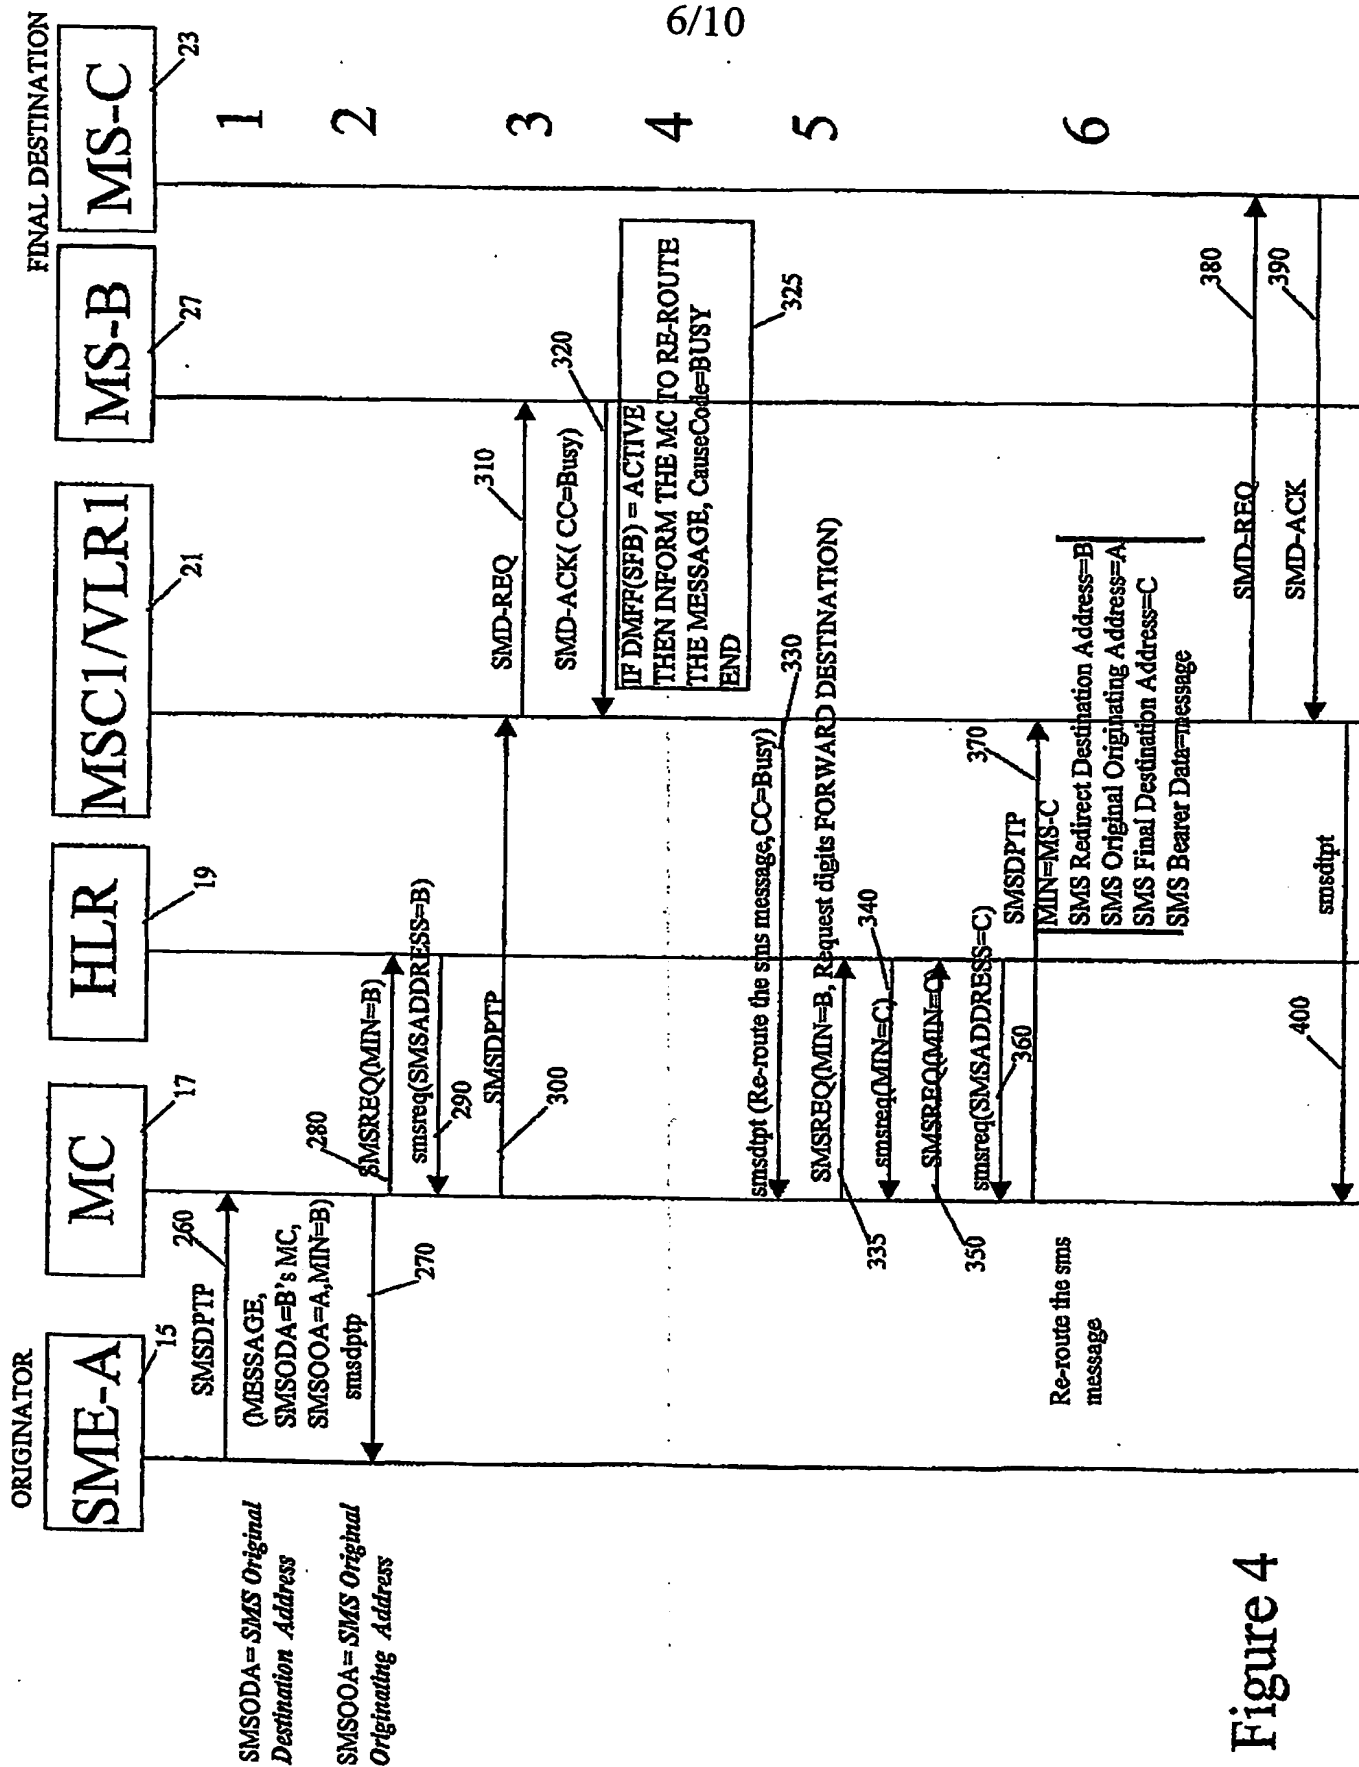 6/10
ORIGINATOR
FINAL DESTINATION
SME-A
MC
HLR
MSC1/VLR1
MS-B
MS-C
15
17
19
21
27
23
SMSODA=SMS Original
Destination Address
SMSOOA=SMS Original
Originating Address
1
SMSDPTP
260
(MESSAGE,
SMSODA=B's MC,
SMSOOA=A,MIN=B)
smsdptp
270
2
280
SMSREQ(MIN=B)
smsreq(SMSADDRESS=B)
290
SMSDPTP
300
3
SMD-REQ
310
SMD-ACK( CC=Busy)
320
4
IF DMFF(SFB) = ACTIVE
THEN INFORM THE MC TO RE-ROUTE
THE MESSAGE, CauseCode=BUSY
END
325
5
smsdtpt (Re-route the sms message,CC=Busy)
330
SMSREQ(MIN=B, Request digits FORWARD DESTINATION)
335
smsreq(MIN=C)
340
SMSREQ(MIN=C)
350
smsreq(SMSADDRESS=C)
360
6
Re-route the sms
message
SMSDPTP
370
MIN=MS-C
SMS Redirect Destination Address=B
SMS Original Originating Address=A
SMS Final Destination Address=C
SMS Bearer Data=message
SMD-REQ
380
SMD-ACK
390
smsdtpt
400
Figure 4